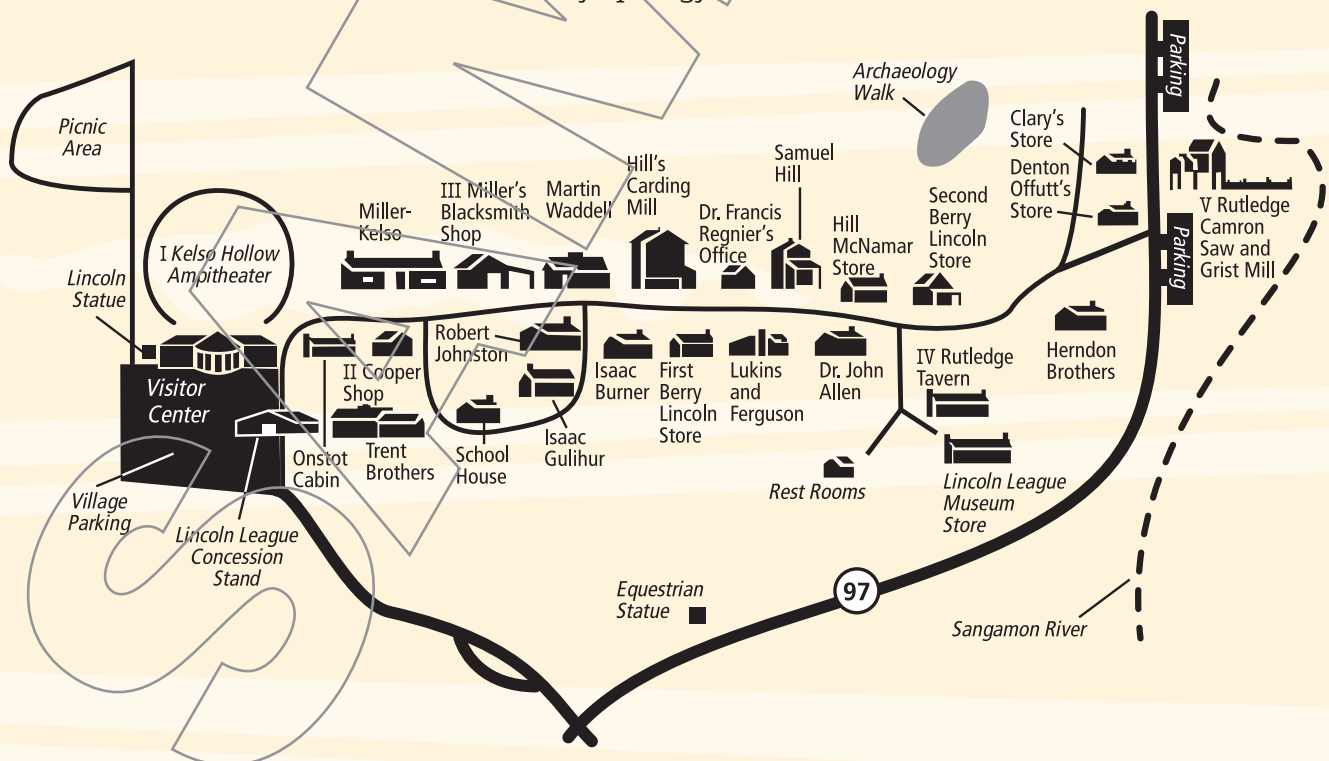 Parking
Archaeology
Walk
Picnic
Area
Clary's
Store
Denton
Offutt's
Store
Samuel
Hill
Hill's
Carding
Mill
III Miller's
Blacksmith
Shop
Martin
Waddell
Miller-
Kelso
Dr. Francis
Regnier's
Office
Hill
McNamar
Store
Second
Berry
Lincoln
Store
V Rutledge
Camron
Saw and
Grist Mill
Parking
I Kelso Hollow
Ampitheater
Lincoln
Statue
Robert
Johnston
Visitor
Center
II Cooper
Shop
Isaac
Burner
First
Berry
Lincoln
Store
Lukins
and
Ferguson
Dr. John
Allen
IV Rutledge
Tavern
Herndon
Brothers
Onstot
Cabin
Trent
Brothers
School
House
Isaac
Gulihur
Rest Rooms
Lincoln League
Museum
Store
Village
Parking
Lincoln League
Concession
Stand
Equestrian
Statue
97
Sangamon River